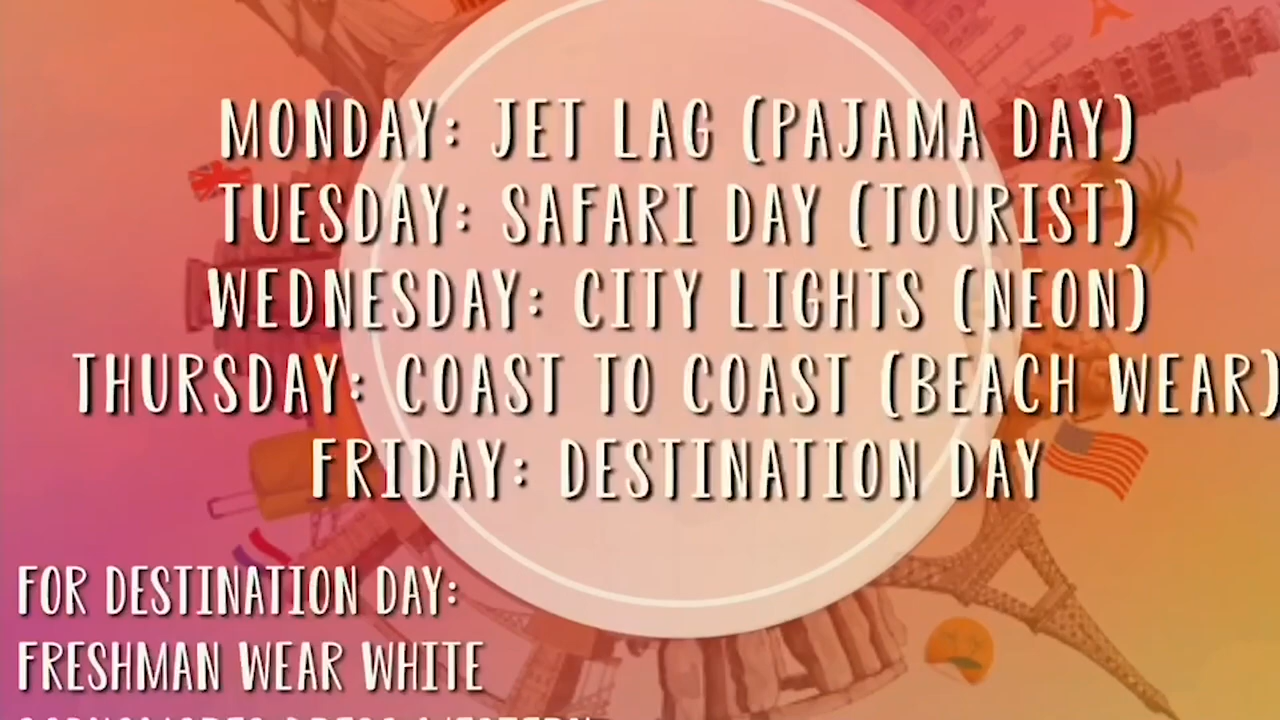 MONDAY: JET LAG (PAJAMA DAY)
TUESDAY: SAFARI DAY (TOURIST)
WEDNESDAY: CITY LIGHTS (NEON)
THURSDAY: COAST TO COAST (BEACH WEAR)
FRIDAY: DESTINATION DAY
FOR DESTINATION DAY:
FRESHMAN WEAR WHITE